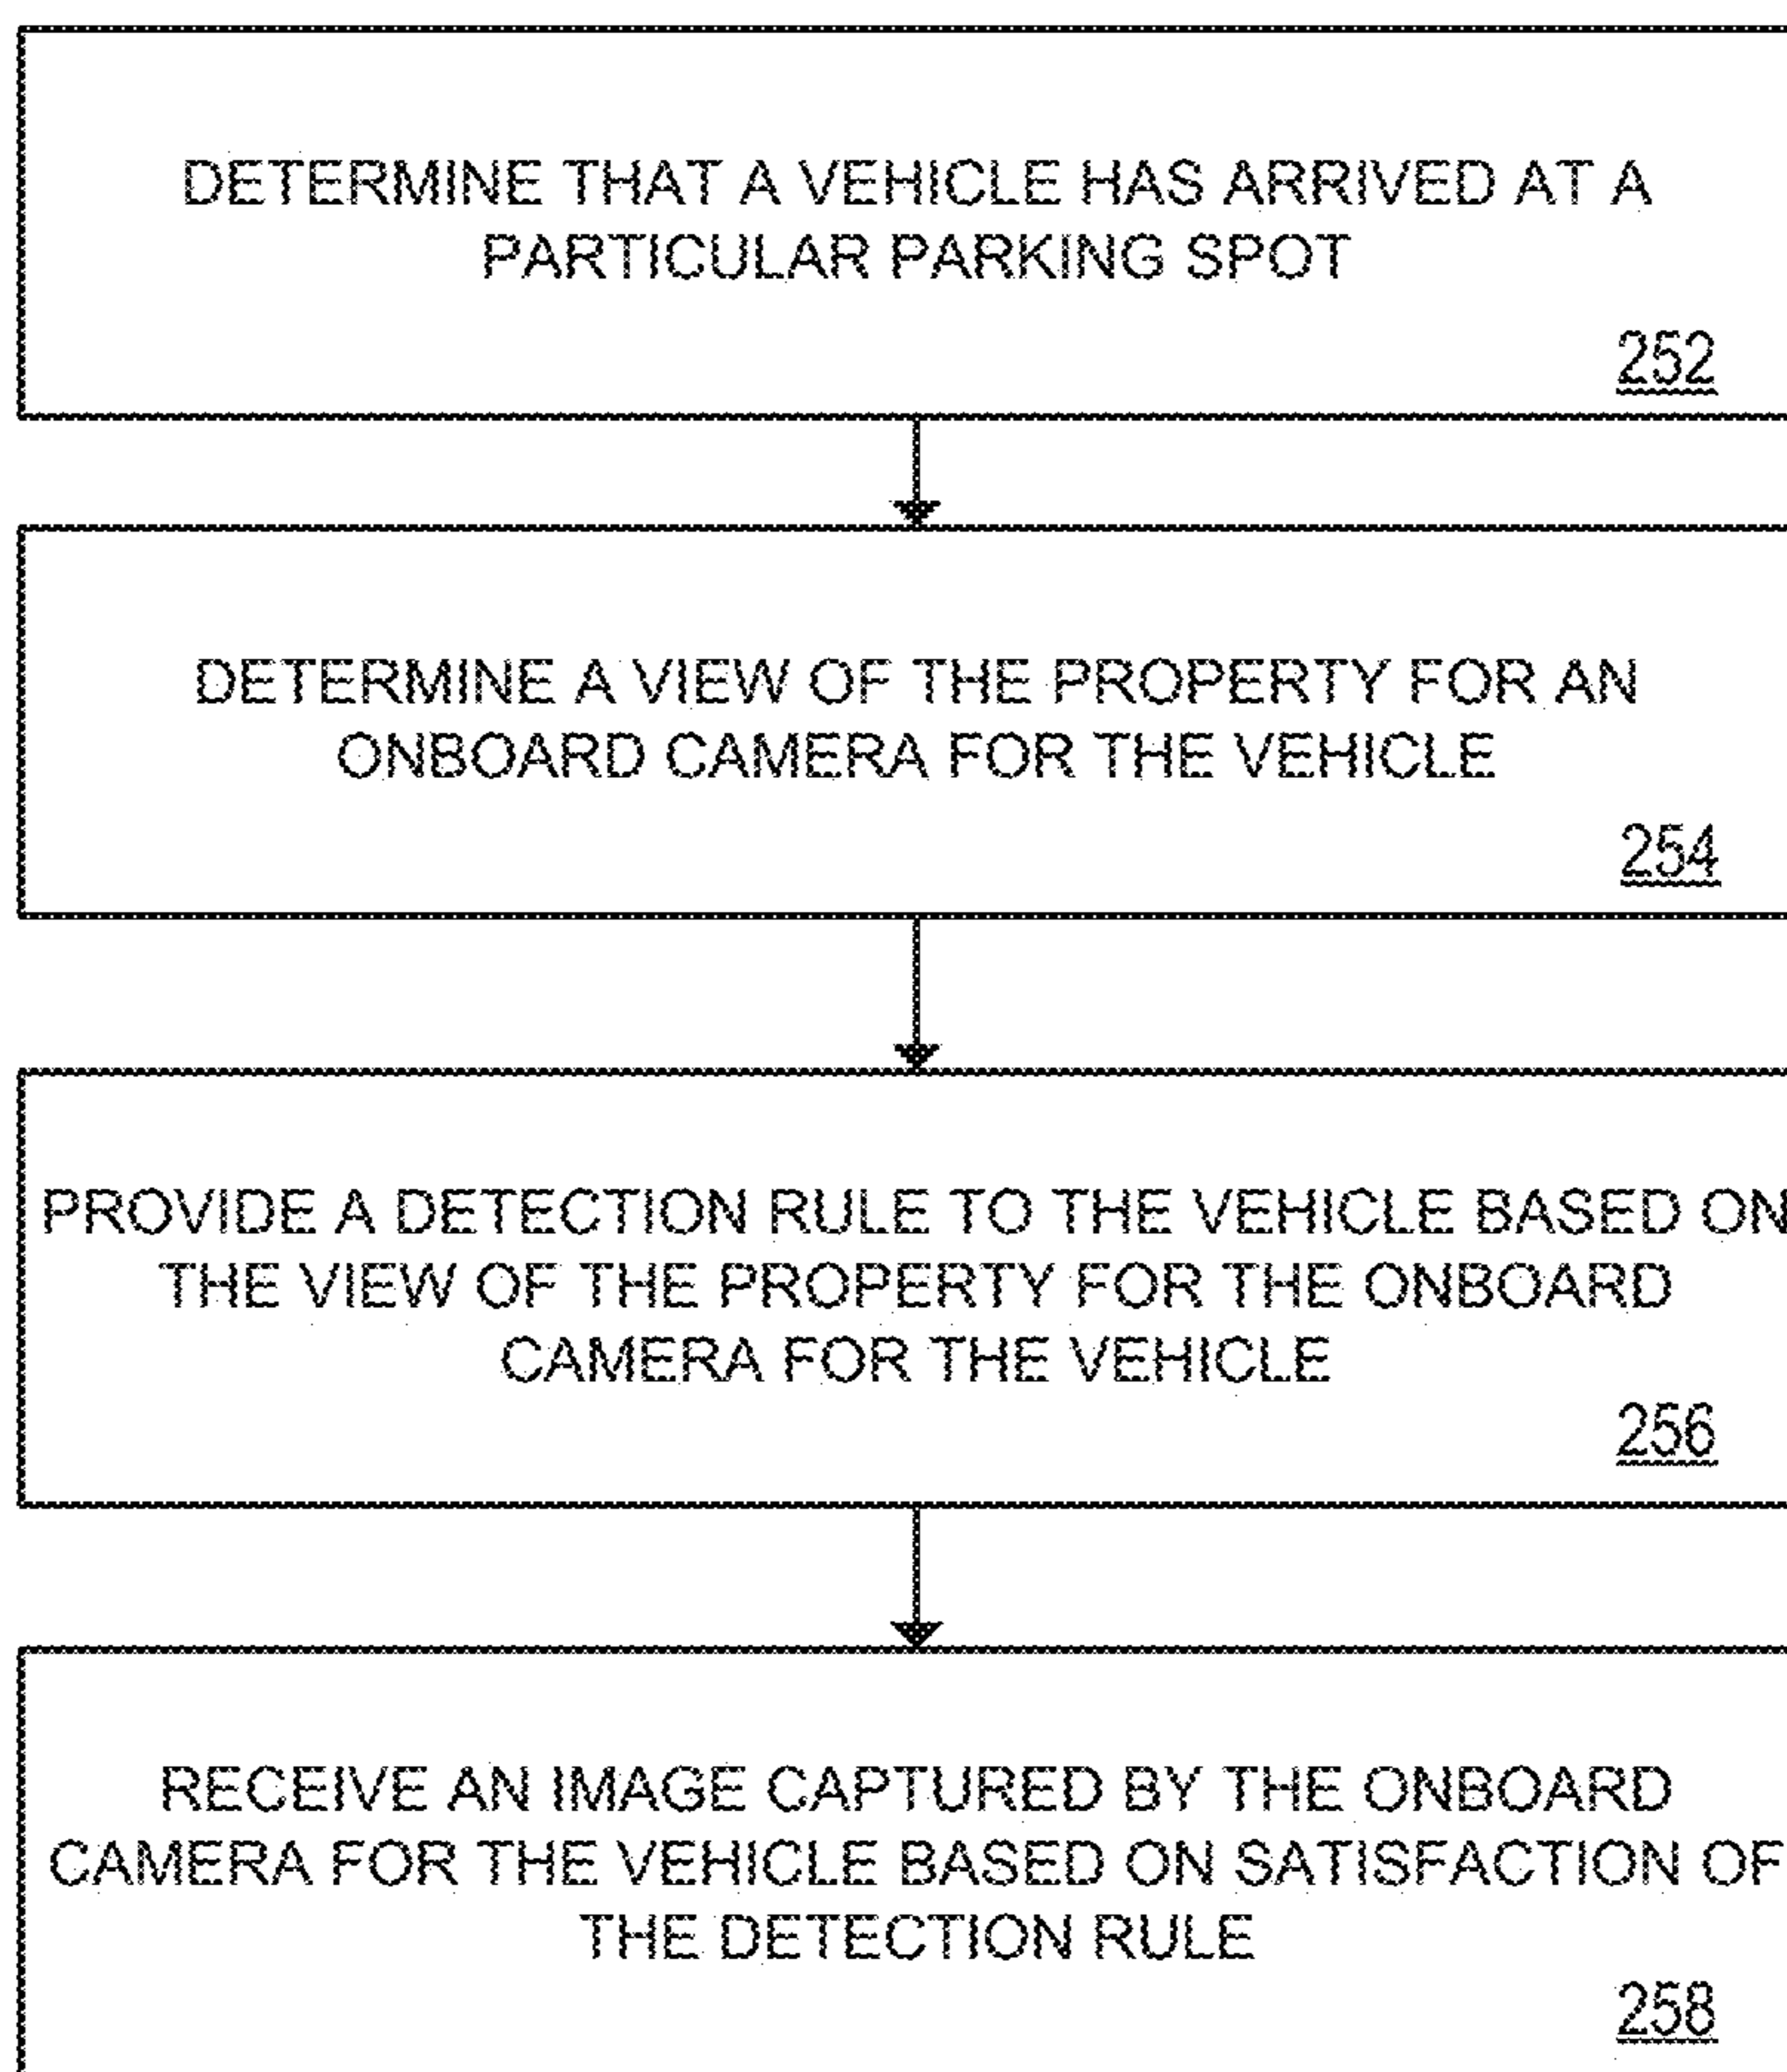 DETERMINE THAT A VEHICLE HAS ARRIVED AT A
PARTICULAR PARKING SPOT
252
DETERMINE A VIEW OF THE PROPERTY FOR AN
ONBOARD CAMERA FOR THE VEHICLE
254
PROVIDE A DETECTION RULE TO THE VEHICLE BASED ON
THE VIEW OF THE PROPERTY FOR THE ONBOARD
CAMERA FOR THE VEHICLE
256
RECEIVE AN IMAGE CAPTURED BY THE ONBOARD
CAMERA FOR THE VEHICLE BASED ON SATISFACTION OF
THE DETECTION RULE
258